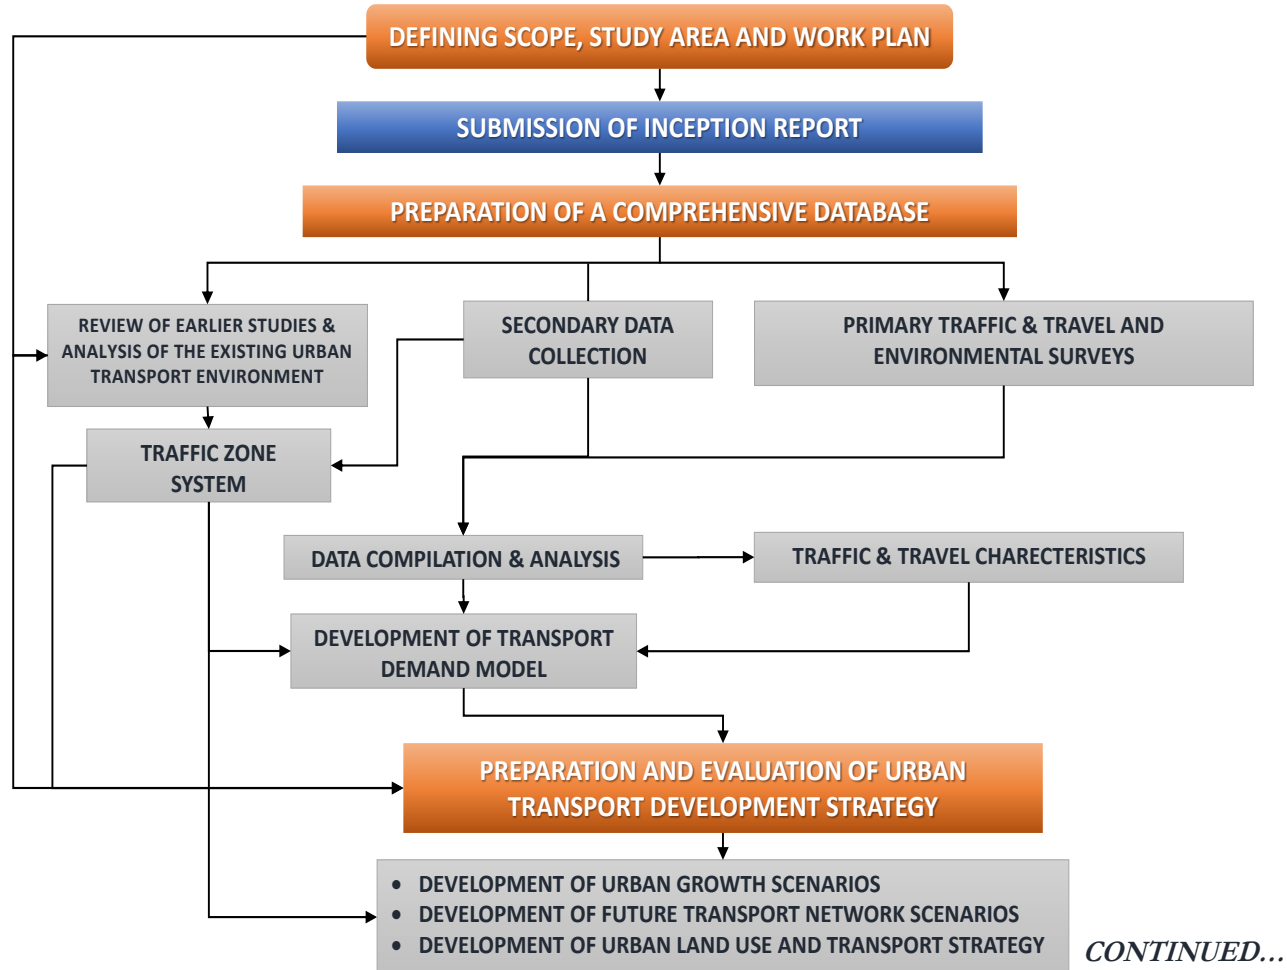 DEFINING SCOPE, STUDY AREA AND WORK PLAN
SUBMISSION OF INCEPTION REPORT
PREPARATION OF A COMPREHENSIVE DATABASE
REVIEW OF EARLIER STUDIES &
ANALYSIS OF THE EXISTING URBAN
TRANSPORT ENVIRONMENT
SECONDARY DATA
COLLECTION
PRIMARY TRAFFIC & TRAVEL AND
ENVIRONMENTAL SURVEYS
TRAFFIC ZONE
SYSTEM
DATA COMPILATION & ANALYSIS
TRAFFIC & TRAVEL CHARECTERISTICS
DEVELOPMENT OF TRANSPORT
DEMAND MODEL
PREPARATION AND EVALUATION OF URBAN
TRANSPORT DEVELOPMENT STRATEGY
• DEVELOPMENT OF URBAN GROWTH SCENARIOS
• DEVELOPMENT OF FUTURE TRANSPORT NETWORK SCENARIOS
• DEVELOPMENT OF URBAN LAND USE AND TRANSPORT STRATEGY
CONTINUED...